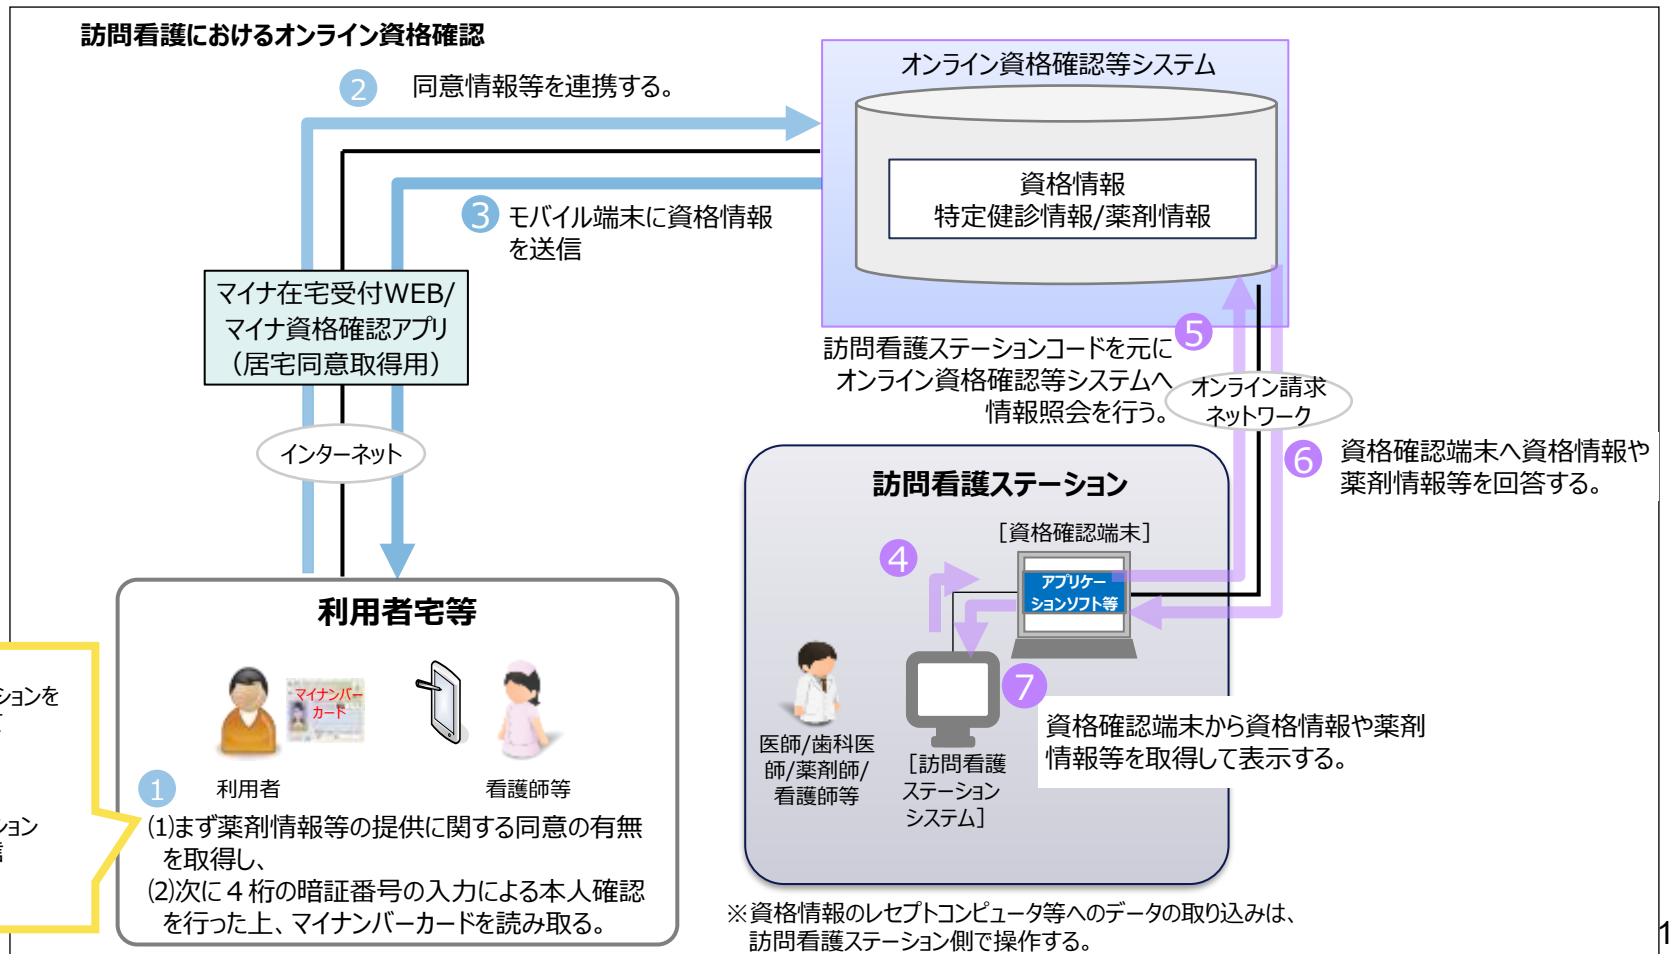 訪問看護におけるオンライン資格確認
2
同意情報等を連携する。
オンライン資格確認等システム
資格情報
特定健診情報/薬剤情報
3
モバイル端末に資格情報
を送信
マイナ在宅受付WEB/
マイナ資格確認アプリ
(居宅同意取得用)
インターネット
5
訪問看護ステーションコードを元に
オンライン資格確認等システムへ
情報照会を行う。
オンライン請求
ネットワーク
6
資格確認端末へ資格情報や
薬剤情報等を回答する。
訪問看護ステーション
[資格確認端末]
4
アプリケー
ションソフト等
7
資格確認端末から資格情報や薬剤
情報等を取得して表示する。
医師/歯科医
師/薬剤師/
看護師等
[訪問看護
ステーション
システム]
利用者宅等
マイナンバー
カード
利用者
看護師等
1
⑴まず薬剤情報等の提供に関する同意の有無
を取得し、
⑵次に4桁の暗証番号の入力による本人確認
を行った上、マイナンバーカードを読み取る。
ションを
ション
※資格情報のレセプトコンピュータ等へのデータの取り込みは、
訪問看護ステーション側で操作する。
1